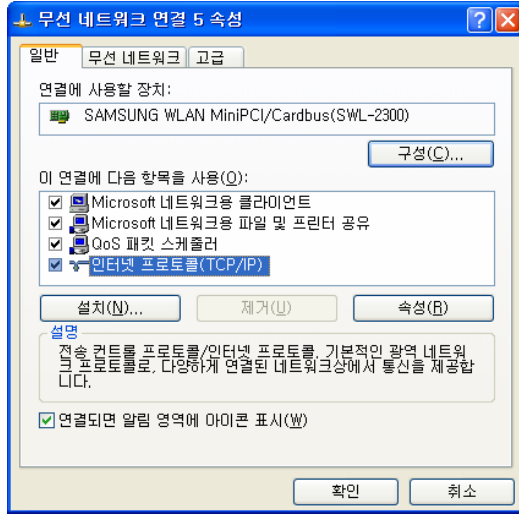 무선 네트워크 연결 5 속성
일반 무선 네트워크 고급
연결에 사용할 장치:
SAMSUNG WLAN MiniPCI/Cardbus(SWL-2300)
구성(C)...
이 연결에 다음 항목을 사용(O):
Microsoft 네트워크용 클라이언트
Microsoft 네트워크용 파일 및 프린터 공유
QoS 패킷 스케줄러
인터넷 프로토콜(TCP/IP)
설치(N)... 제거(U) 속성(R)
설명
전송 컨트롤 프로토콜/인터넷 프로토콜. 기본적인 광역 네트워
크 프로토콜로, 다양하게 연결된 네트워크상에서 통신을 제공합
니다.
연결되면 알림 영역에 아이콘 표시(W)
확인 취소